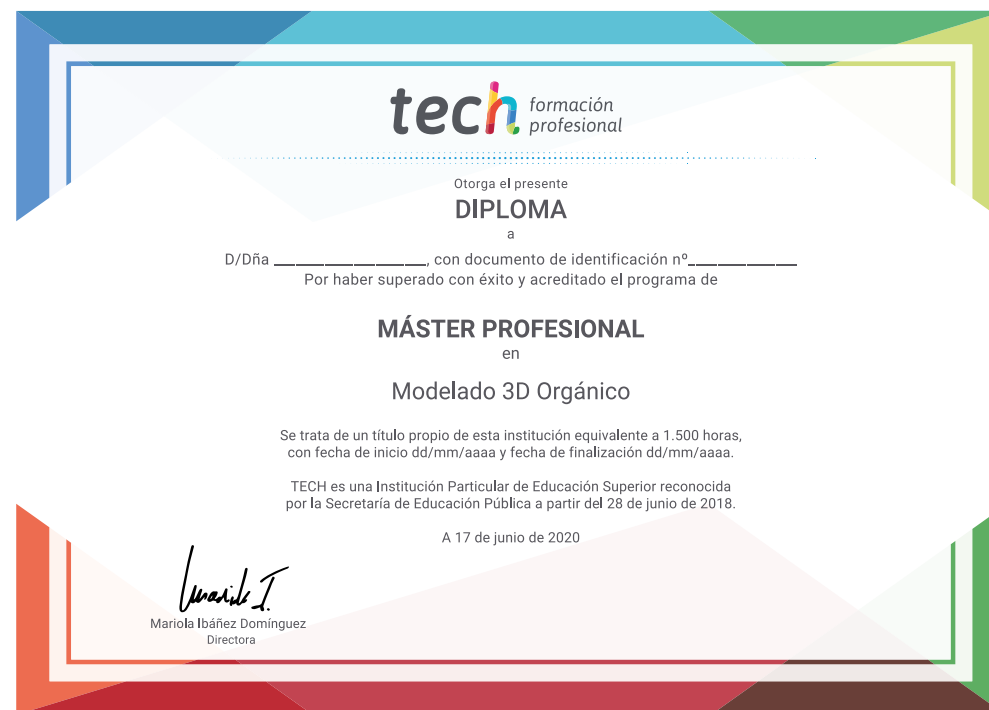 tech formación
profesional
Otorga el presente
DIPLOMA
a
D/Dña ____________________, con documento de identificación nº______________
Por haber superado con éxito y acreditado el programa de
MÁSTER PROFESIONAL
en
Modelado 3D Orgánico
Se trata de un título propio de esta institución equivalente a 1.500 horas,
con fecha de inicio dd/mm/aaaa y fecha de finalización dd/mm/aaaa.
TECH es una Institución Particular de Educación Superior reconocida
por la Secretaría de Educación Pública a partir del 28 de junio de 2018.
A 17 de junio de 2020
Mariola Ibáñez Domínguez
Directora